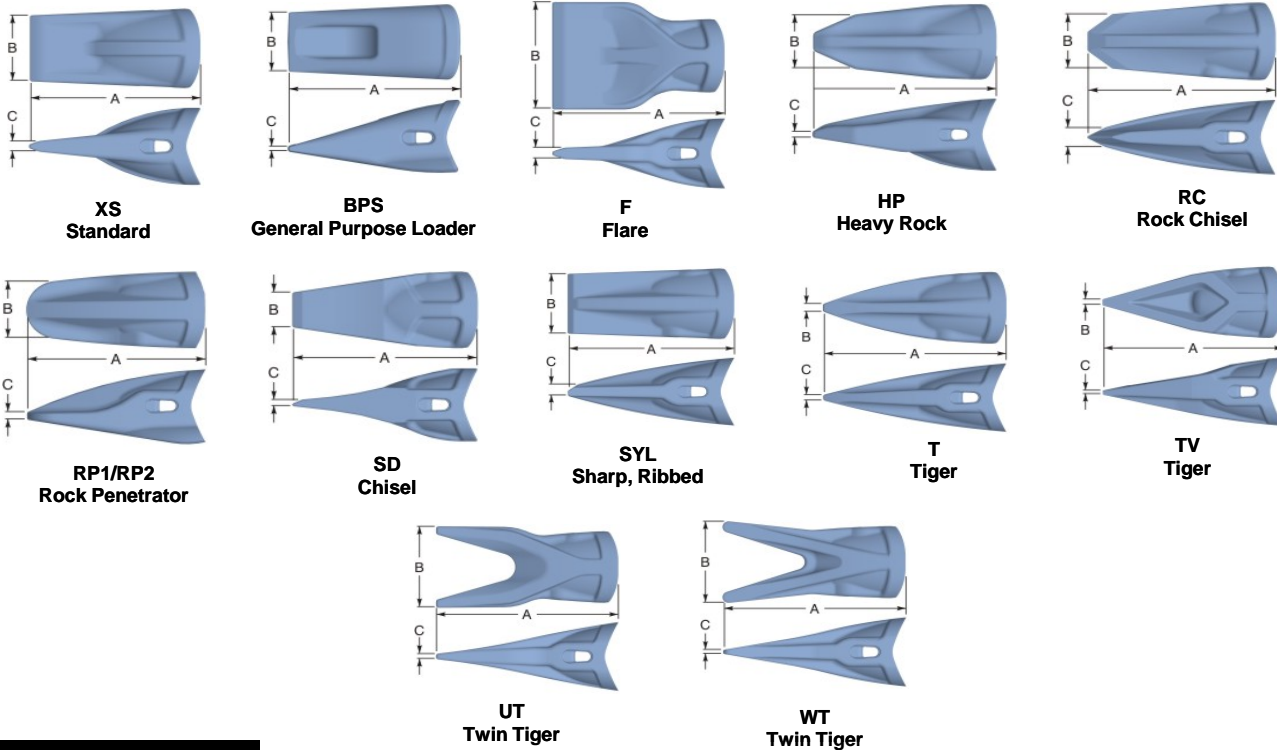 B
A
C
XS
Standard
B
A
C
BPS
General Purpose Loader
B
A
C
F
Flare
B
A
C
HP
Heavy Rock
B
A
C
RC
Rock Chisel
B
A
C
RP1/RP2
Rock Penetrator
B
A
C
SD
Chisel
B
A
C
SYL
Sharp, Ribbed
B
A
C
T
Tiger
B
A
C
TV
Tiger
B
A
C
UT
Twin Tiger
B
A
C
WT
Twin Tiger